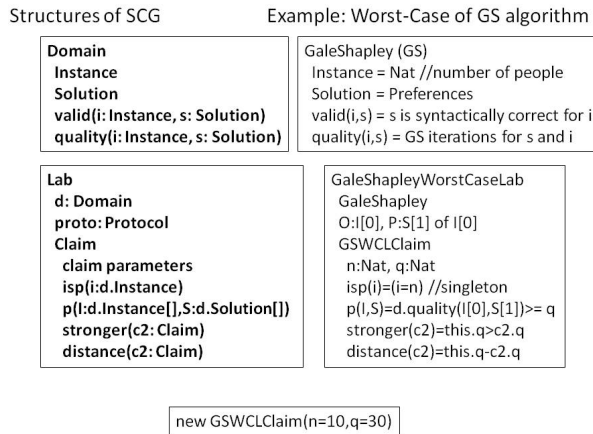 Structures of SCG
Example: Worst-Case of GS algorithm
Domain
Instance
Solution
valid(i: Instance, s: Solution)
quality(i: Instance, s: Solution)
GaleShapley (GS)
Instance = Nat //number of people
Solution = Preferences
valid(i,s) = s is syntactically correct for i
quality(i,s) = GS iterations for s and i
Lab
d: Domain
proto: Protocol
Claim
claim parameters
isp(i:d.Instance)
p(I:d.Instance[],S:d.Solution[])
stronger(c2: Claim)
distance(c2: Claim)
GaleShapleyWorstCaseLab
GaleShapley
O:I[0], P:S[1] of I[0]
GSWCLClaim
n:Nat, q:Nat
isp(i)=(i=n) //singleton
p(I,S)=d.quality(I[0],S[1])>= q
stronger(c2)=this.q>c2.q
distance(c2)=this.q-c2.q
new GSWCLClaim(n=10,q=30)